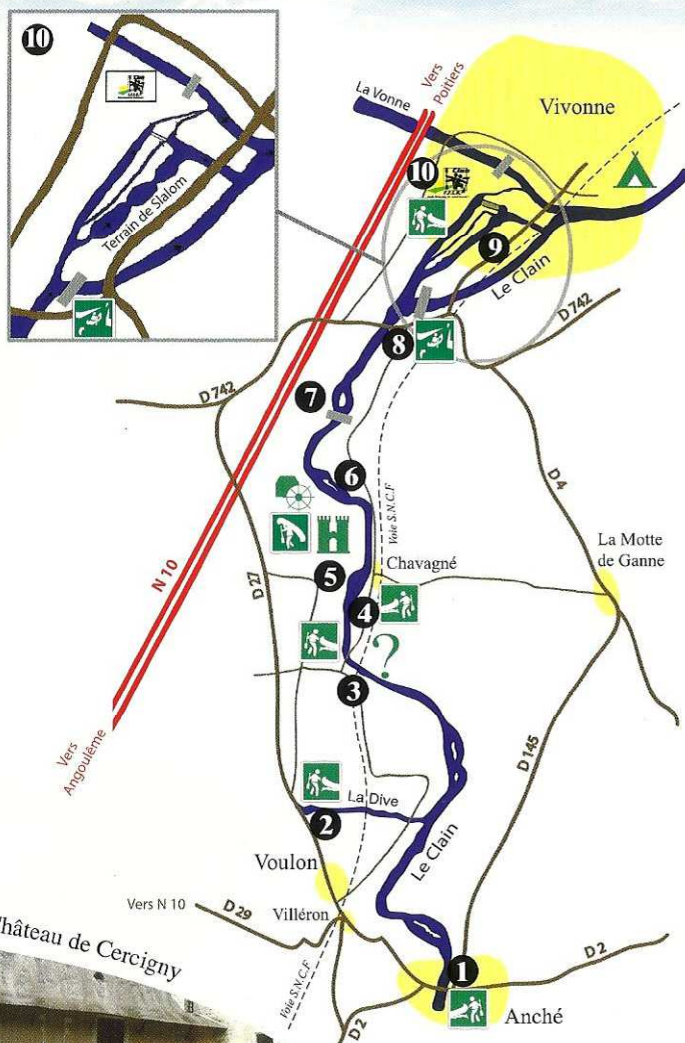 10
Terrain de Slalom
Vers
Poitiers
La Vonne
Vivonne
10
9
Le Clain
D 742
8
D 742
7
6
D 4
Voie S.N.C.F
N 10
Chavagné
La Motte
de Ganne
5
D 27
4
?
3
Vers
Angoulême
D 145
La Dive
2
Le Clain
Voulon
Vers N 10
D 29
Villéron
D 2
1
Château de Cercigny
Voie S.N.C.F
D 2
Anché